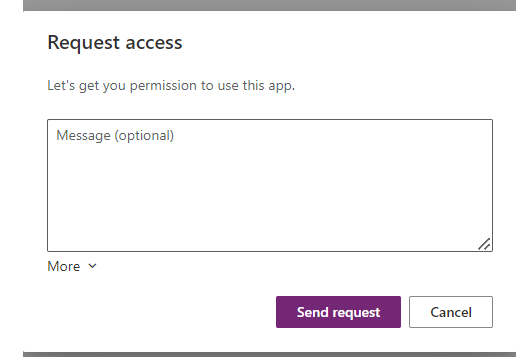 Request access
Let's get you permission to use this app.
Message (optional)
More
Send request
Cancel